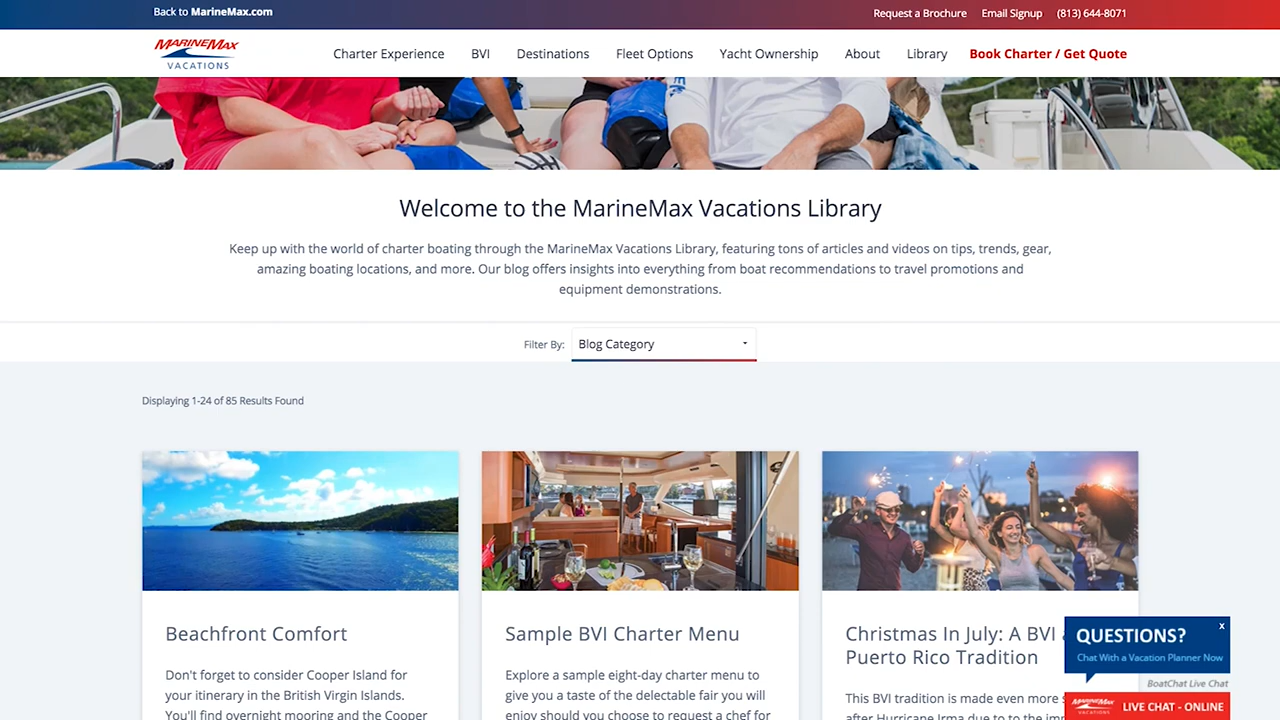 Back to MarineMax.com
Request a Brochure Email Signup (813) 644-8071
MARINEMAX
VACATIONS
Charter Experience BVI Destinations Fleet Options Yacht Ownership About Library Book Charter / Get Quote
Welcome to the MarineMax Vacations Library
Keep up with the world of charter boating through the MarineMax Vacations Library, featuring tons of articles and videos on tips, trends, gear,
amazing boating locations, and more. Our blog offers insights into everything from boat recommendations to travel promotions and
equipment demonstrations.
Filter By: Blog Category
Displaying 1-24 of 85 Results Found
Beachfront Comfort
Don't forget to consider Cooper Island for
your itinerary in the British Virgin Islands.
You'll find overnight mooring and the Cooper
Sample BVI Charter Menu
Explore a sample eight-day charter menu to
give you a taste of the delectable fair you will
enjoy should you choose to request a chef for
Christmas In July: A BVI
Puerto Rico Tradition
This BVI tradition is made even more
after Hurricane Irma due to to the
QUESTIONS? x
Chat With a Vacation Planner Now
BoatChat Live Chat
MARINEMAX
VACATIONS
LIVE CHAT - ONLINE